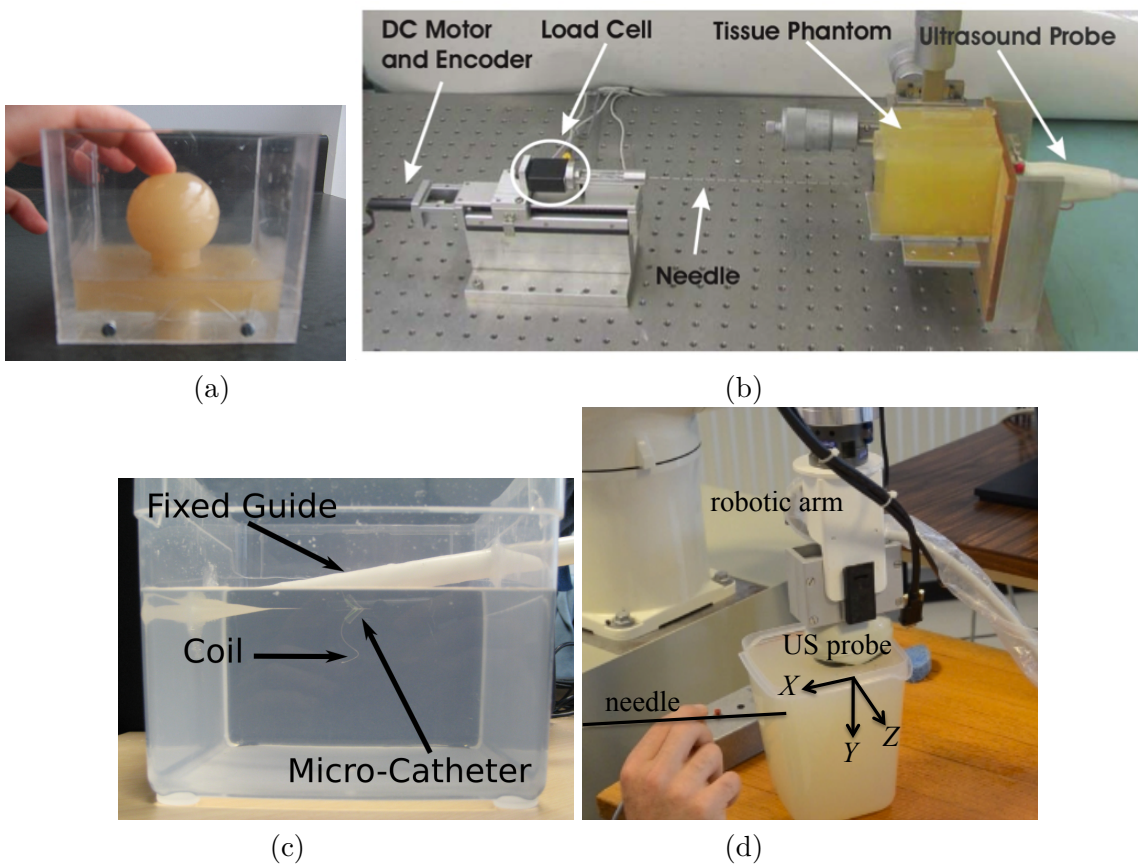 DC Motor
and Encoder
Load Cell
Tissue Phantom
Ultrasound Probe
Needle
(a)
(b)
Fixed Guide
Coil
Micro-Catheter
robotic arm
US probe
needle
X
Y
Z
(c)
(d)